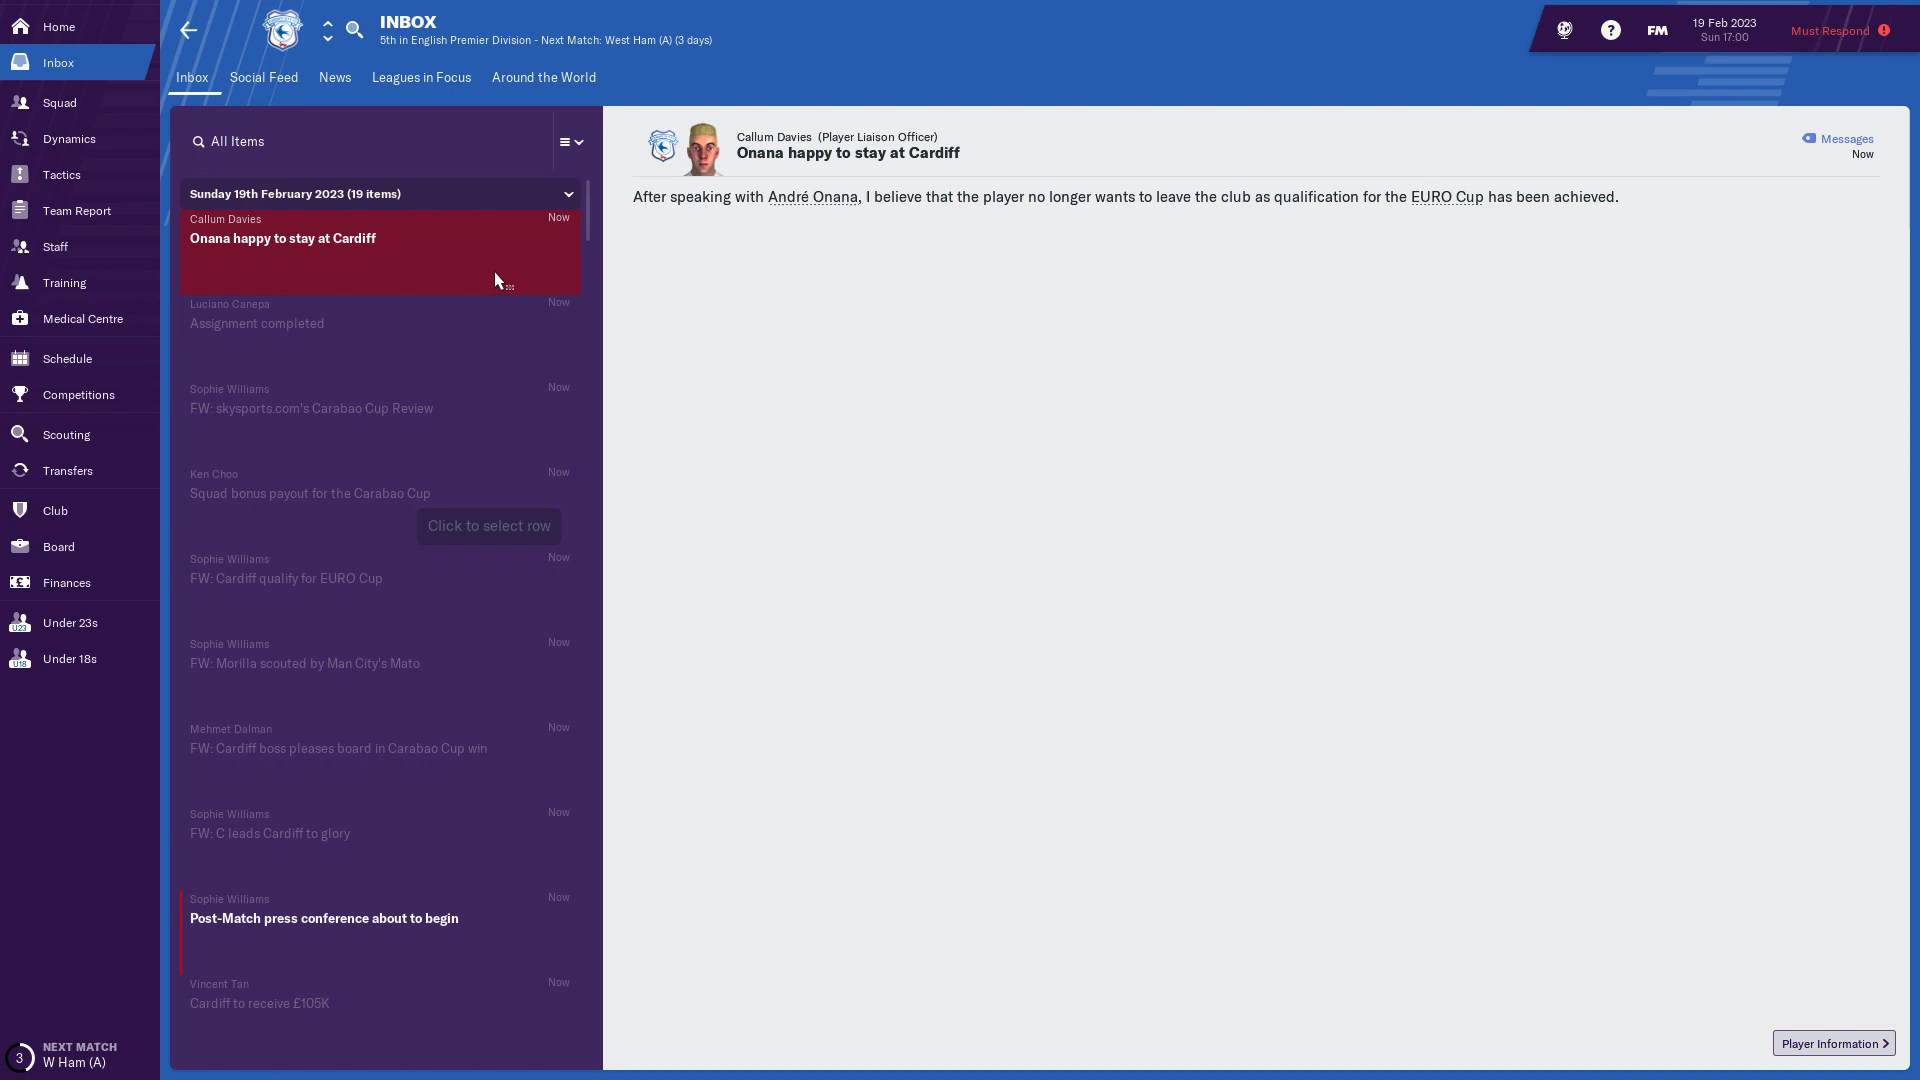 Home
Inbox
Squad
Dynamics
Tactics
Team Report
Staff
Training
Medical Centre
Schedule
Competitions
Scouting
Transfers
Club
Board
Finances
U23
Under 23s
U18
Under 18s
3
NEXT MATCH
W Ham (A)
INBOX
5th in English Premier Division - Next Match: West Ham (A) (3 days)
Inbox
Social Feed
News
Leagues in Focus
Around the World
?
FM
19 Feb 2023
Sun 17:00
Must Respond
All Items
Sunday 19th February 2023 (19 items)
Callum Davies
Now
Onana happy to stay at Cardiff
Luciano Canepa
Now
Assignment completed
Sophie Williams
Now
FW: skysports.com's Carabao Cup Review
Ken Choo
Now
Squad bonus payout for the Carabao Cup
Click to select row
Sophie Williams
Now
FW: Cardiff qualify for EURO Cup
Sophie Williams
Now
FW: Morilla scouted by Man City's Mato
Mehmet Dalman
Now
FW: Cardiff boss pleases board in Carabao Cup win
Sophie Williams
Now
FW: C leads Cardiff to glory
Sophie Williams
Now
Post-Match press conference about to begin
Vincent Tan
Now
Cardiff to receive £105K
Callum Davies (Player Liaison Officer)
Onana happy to stay at Cardiff
Messages
Now
After speaking with André Onana, I believe that the player no longer wants to leave the club as qualification for the EURO Cup has been achieved.
Player Information